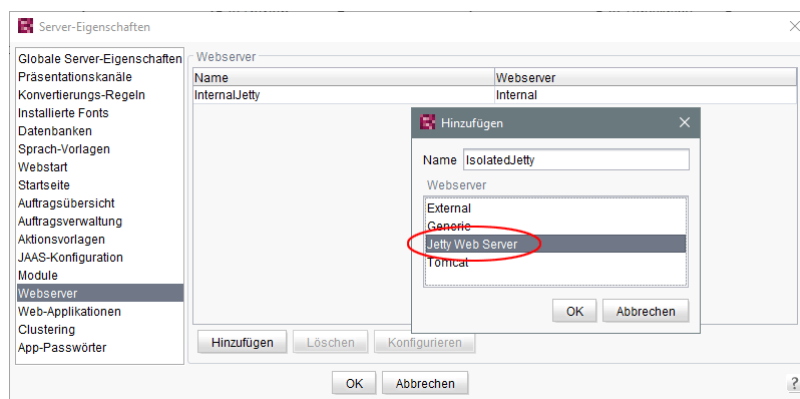 Server-Eigenschaften
Globale Server-Eigenschaften
Präsentationskanäle
Konvertierungs-Regeln
Installierte Fonts
Datenbanken
Sprach-Vorlagen
Webstart
Startseite
Auftragsübersicht
Auftragsverwaltung
Aktionsvorlagen
JAAS-Konfiguration
Module
Webserver
Web-Applikationen
Clustering
App-Passwörter
Webserver
Name Webserver
InternalJetty Internal
Hinzufügen Löschen Konfigurieren
Hinzufügen
Name IsolatedJetty
Webserver
External
Generic
Jetty Web Server
Tomcat
OK Abbrechen
OK Abbrechen
?